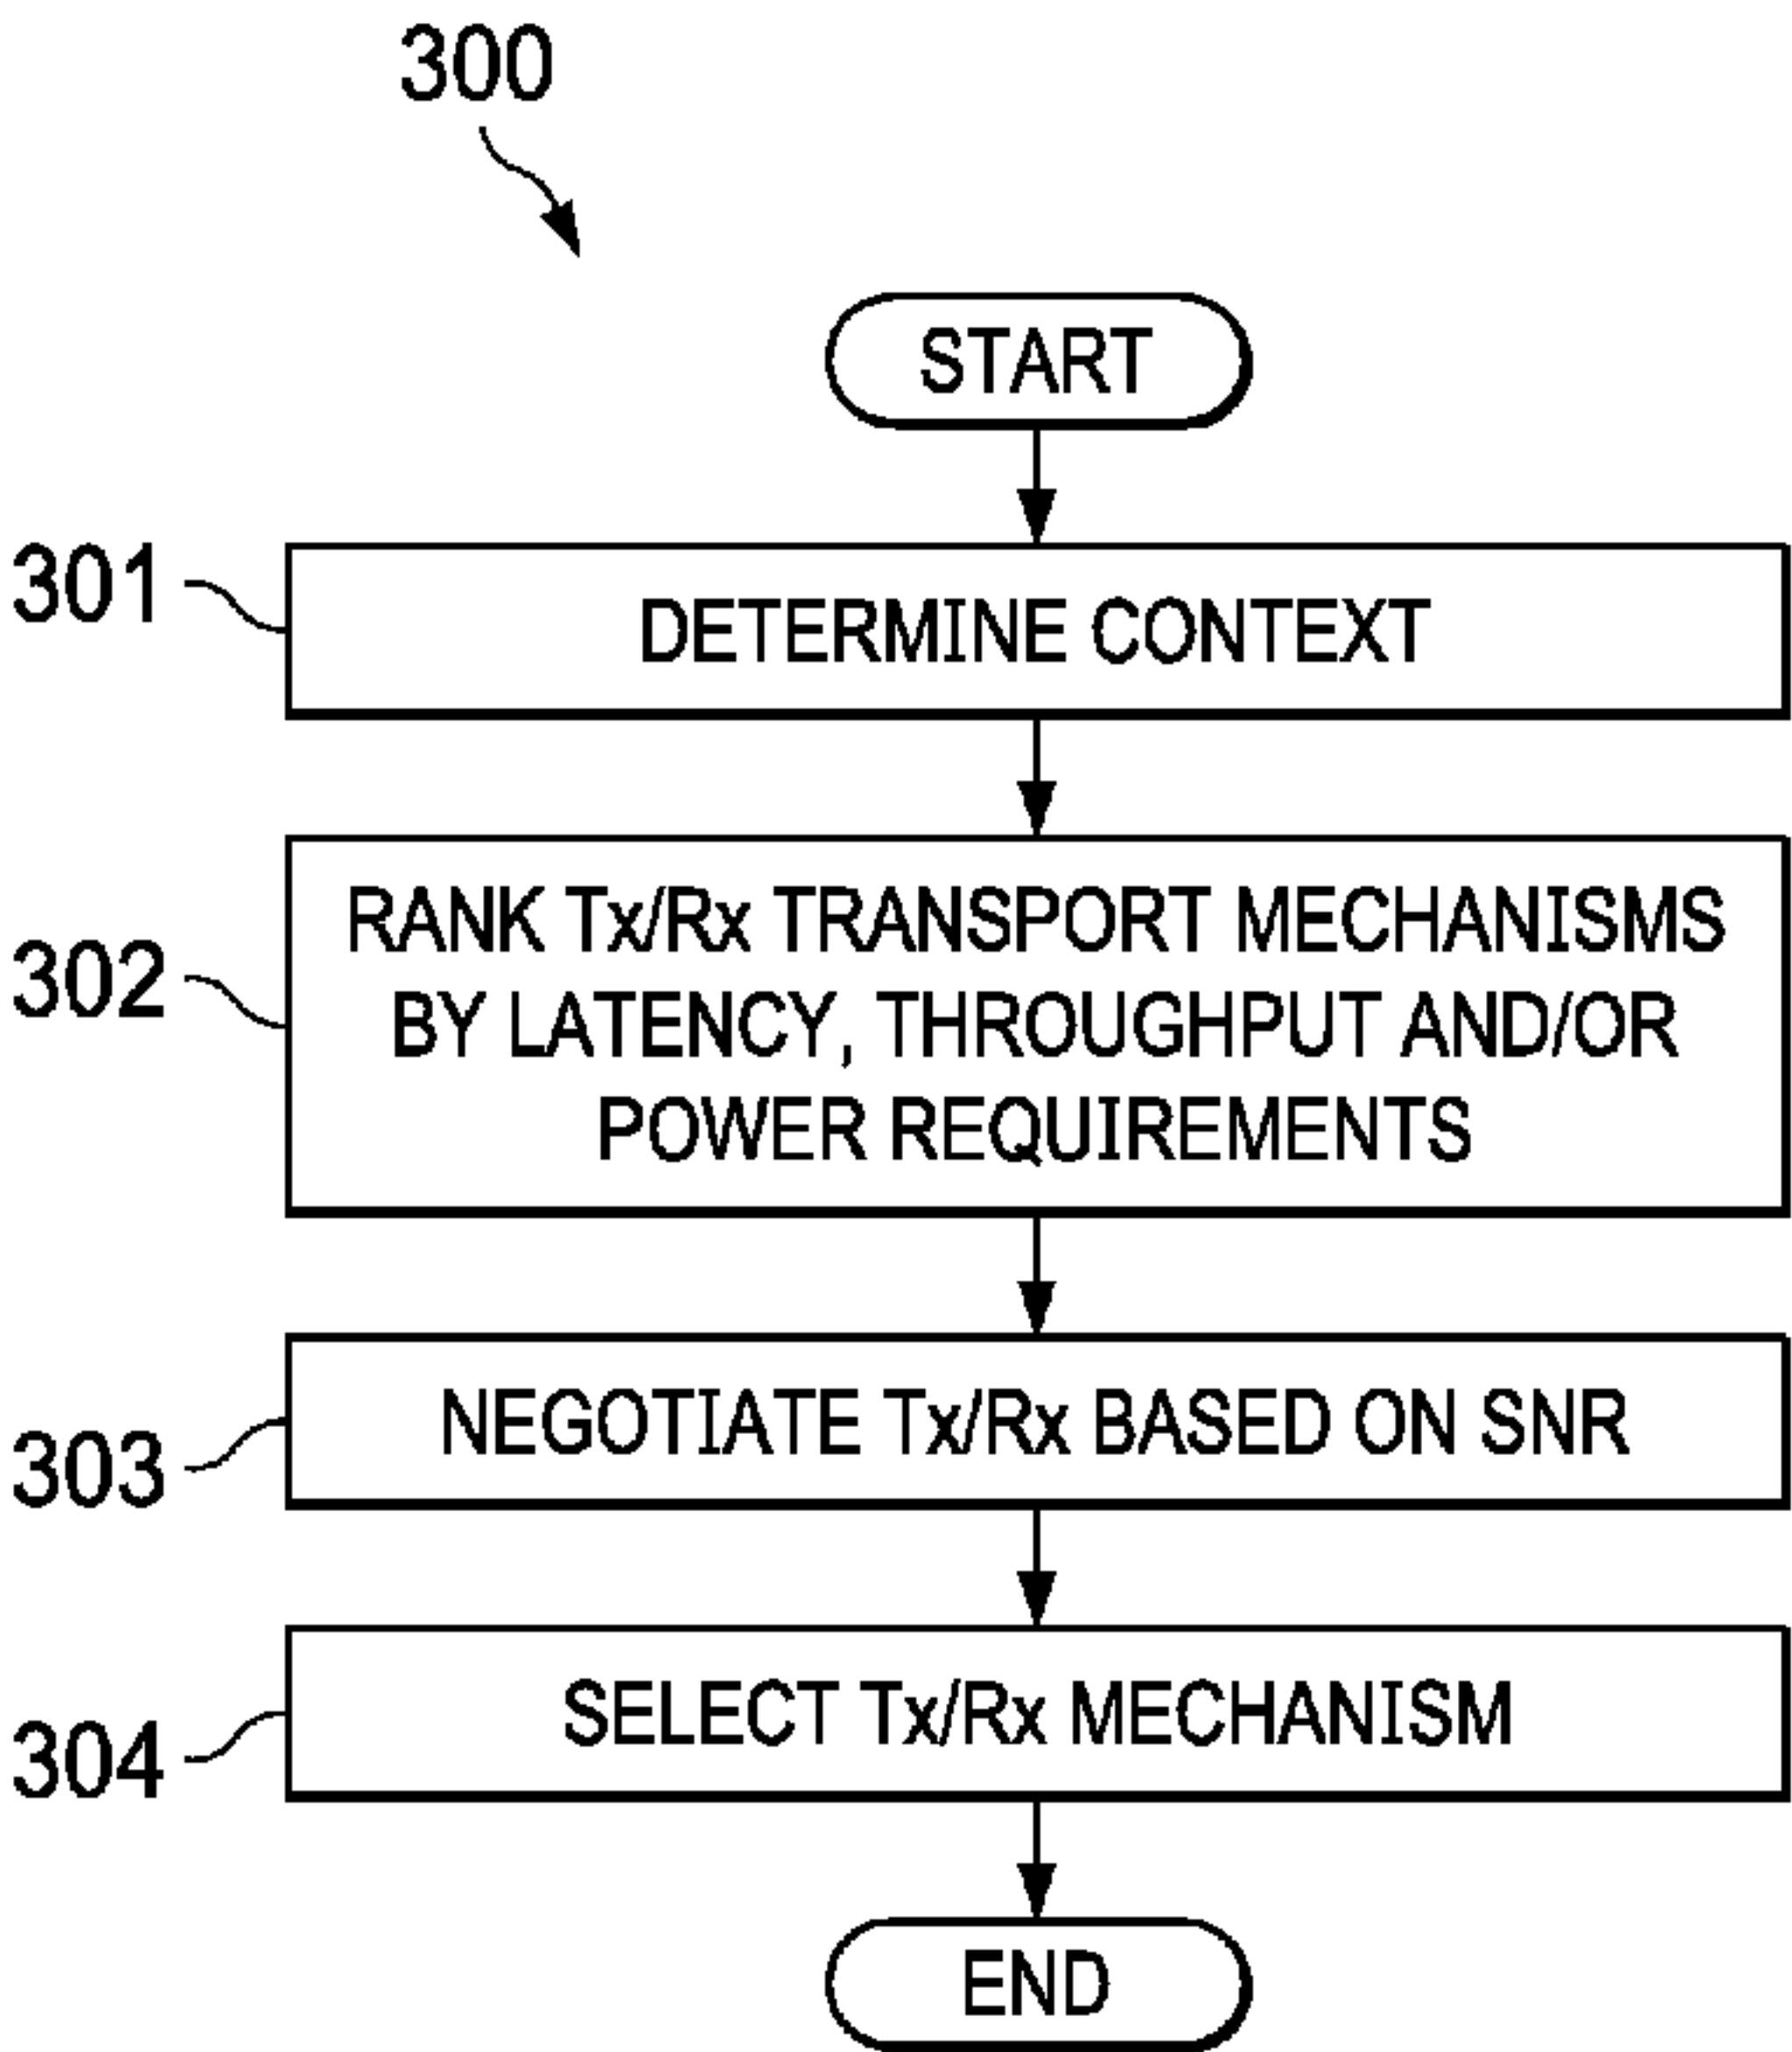 300
START
301
DETERMINE CONTEXT
302
RANK Tx/Rx TRANSPORT MECHANISMS
BY LATENCY, THROUGHPUT AND/OR
POWER REQUIREMENTS
303
NEGOTIATE Tx/Rx BASED ON SNR
304
SELECT Tx/Rx MECHANISM
END